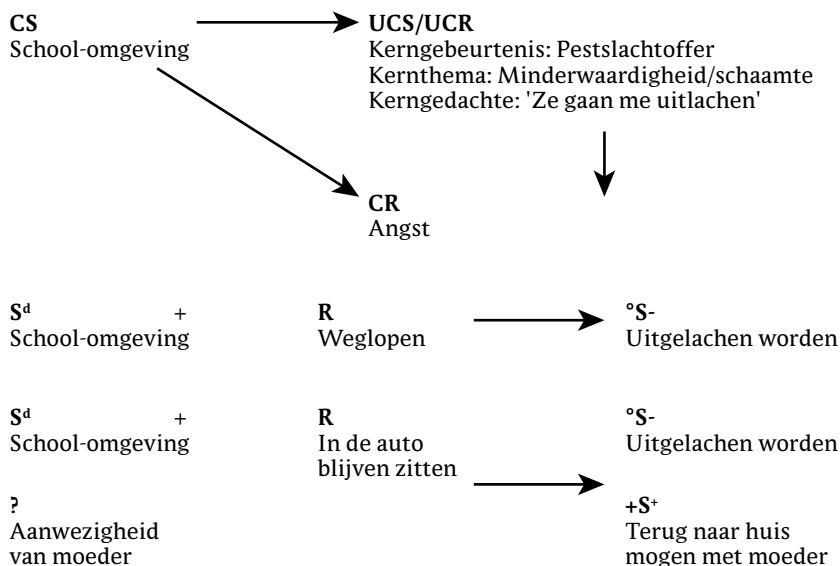 CS
School-omgeving
UCS/UCR
Kerngebeurtenis: Pestslachtoffer
Kernthema: Minderwaardigheid/schaamte
Kerngedachte: 'Ze gaan me uitlachen'
CR
Angst
Sᵈ + R °S-
School-omgeving Weglopen Uitgelachen worden
Sᵈ + R °S-
School-omgeving In de auto Uitgelachen worden
blijven zitten
? +S⁺
Aanwezigheid Terug naar huis
van moeder mogen met moeder